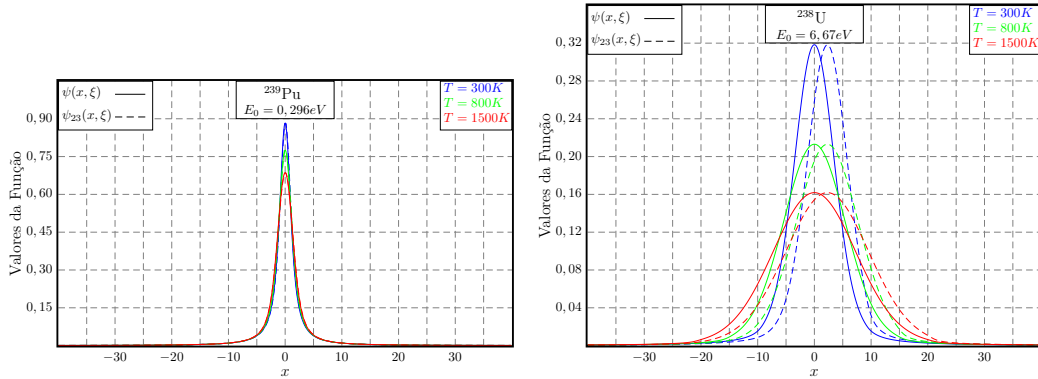 ψ(x, ξ)
ψ₂₃(x, ξ)
²³⁹Pu
E₀ = 0, 296eV
T = 300K
T = 800K
T = 1500K
Valores da Função
0, 90
0, 75
0, 60
0, 45
0, 30
0, 15
−30 −20 −10 0 10 20 30
x
ψ(x, ξ)
ψ₂₃(x, ξ)
²³⁸U
E₀ = 6, 67eV
T = 300K
T = 800K
T = 1500K
Valores da Função
0, 32
0, 28
0, 24
0, 20
0, 16
0, 12
0, 08
0, 04
−30 −20 −10 0 10 20 30
x